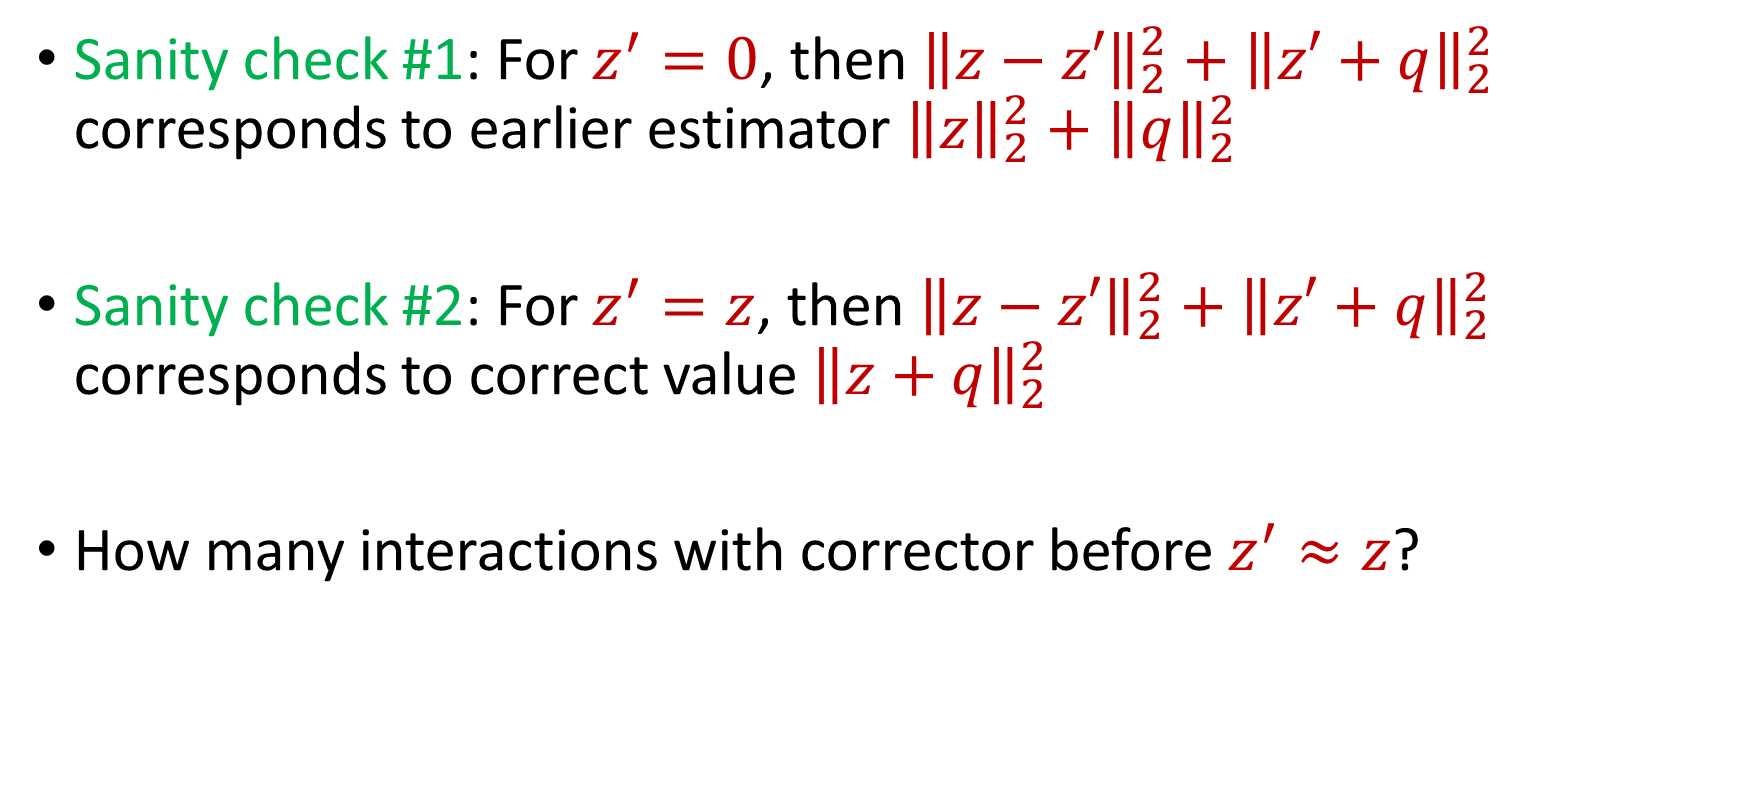 • Sanity check #1: For 𝑧′ = 0, then ‖𝑧 − 𝑧′‖₂² + ‖𝑧′ + 𝑞‖₂²
corresponds to earlier estimator ‖𝑧‖₂² + ‖𝑞‖₂²
• Sanity check #2: For 𝑧′ = 𝑧, then ‖𝑧 − 𝑧′‖₂² + ‖𝑧′ + 𝑞‖₂²
corresponds to correct value ‖𝑧 + 𝑞‖₂²
• How many interactions with corrector before 𝑧′ ≈ 𝑧?